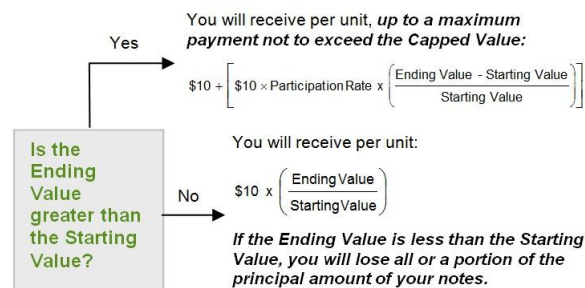 You will receive per unit, up to a maximum
payment not to exceed the Capped Value:
Yes
$10 + [ $10 × Participation Rate x ( Ending Value - Starting Value / Starting Value ) ]
Is the
Ending
Value
greater than
the Starting
Value?
No
You will receive per unit:
$10 x ( Ending Value / Starting Value )
If the Ending Value is less than the Starting
Value, you will lose all or a portion of the
principal amount of your notes.